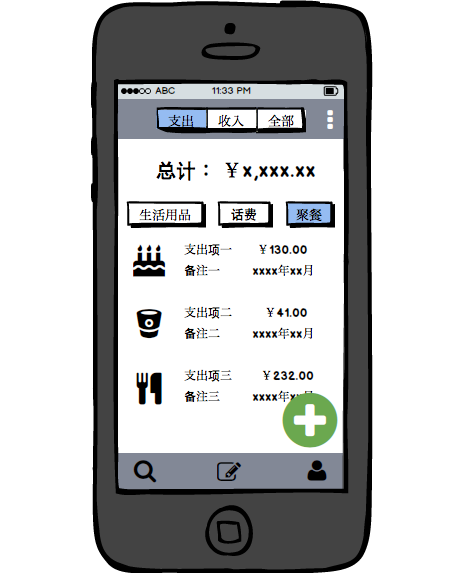 ABC 11:33 PM
支出 收入 全部
总计：￥x,xxx.xx
生活用品 话费 聚餐
支出项一 ￥130.00
备注一 xxxx年xx月
支出项二 ￥41.00
备注二 xxxx年xx月
支出项三 ￥232.00
备注三 xxxx年xx月